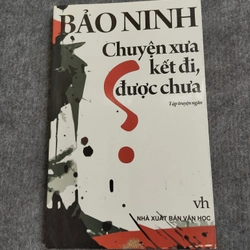 BẢO NINH
Chuyện xưa
kết đi,
được chưa
?
Tập truyện ngắn
vh
NHÀ XUẤT BẢN VĂN HỌC